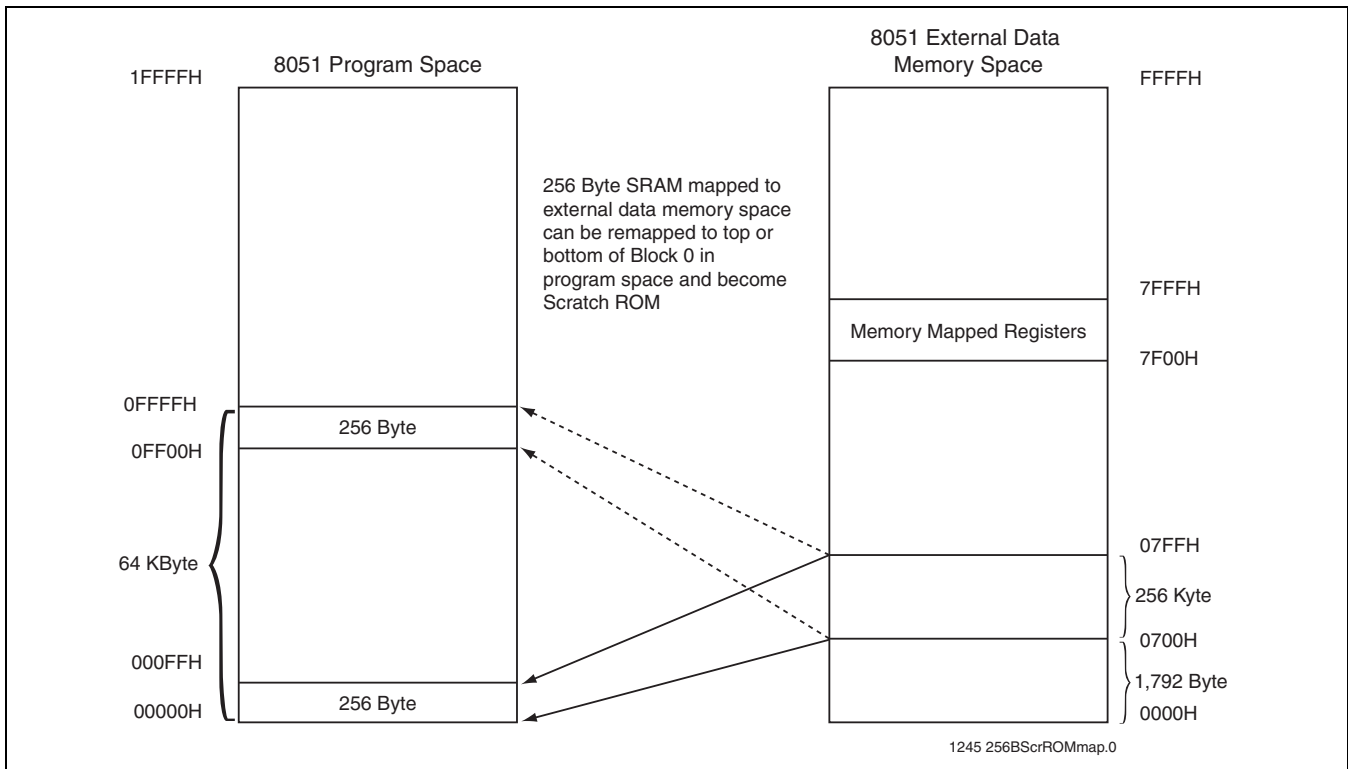 8051 Program Space
1FFFFH
0FFFFH
256 Byte
0FF00H
64 KByte
000FFH
256 Byte
00000H
256 Byte SRAM mapped to
external data memory space
can be remapped to top or
bottom of Block 0 in
program space and become
Scratch ROM
8051 External Data
Memory Space
FFFFH
7FFFH
Memory Mapped Registers
7F00H
07FFH
256 Kyte
0700H
1,792 Byte
0000H
1245 256BScrROMmap.0